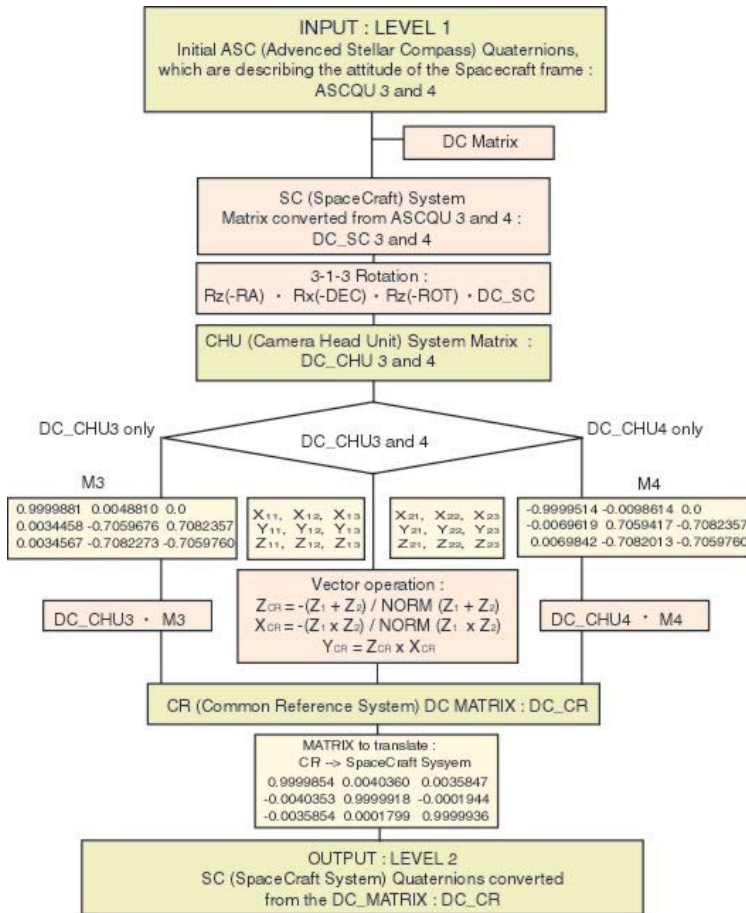 INPUT : LEVEL 1
Initial ASC (Advanced Stellar Compass) Quaternions,
which are describing the attitude of the Spacecraft frame :
ASCQU 3 and 4
DC Matrix
SC (SpaceCraft) System
Matrix converted from ASCQU 3 and 4 :
DC_SC 3 and 4
3-1-3 Rotation :
Rz(-RA) · Rx(-DEC) · Rz(-ROT) · DC_SC
CHU (Camera Head Unit) System Matrix :
DC_CHU 3 and 4
DC_CHU3 only
DC_CHU3 and 4
DC_CHU4 only
M3
0.9999881 0.0048810 0.0
0.0034458 -0.7059676 0.7082357
0.0034567 -0.7082273 -0.7059760
X11, X12, X13
Y11, Y12, Y13
Z11, Z12, Z13
X21, X22, X23
Y21, Y22, Y23
Z21, Z22, Z23
M4
-0.9999514 -0.0098614 0.0
-0.0069619 0.7059417 -0.7082357
0.0069842 -0.7082013 -0.7059760
DC_CHU3 · M3
Vector operation :
ZCR = -(Z1 + Z2) / NORM (Z1 + Z2)
XCR = -(Z1 x Z2) / NORM (Z1 x Z2)
YCR = ZCR x XCR
DC_CHU4 · M4
CR (Common Reference System) DC MATRIX : DC_CR
MATRIX to translate :
CR --> SpaceCraft Sysyem
0.9999854 0.0040360 0.0035847
-0.0040353 0.9999918 -0.0001944
-0.0035854 0.0001799 0.9999936
OUTPUT : LEVEL 2
SC (SpaceCraft System) Quaternions converted
from the DC_MATRIX : DC_CR